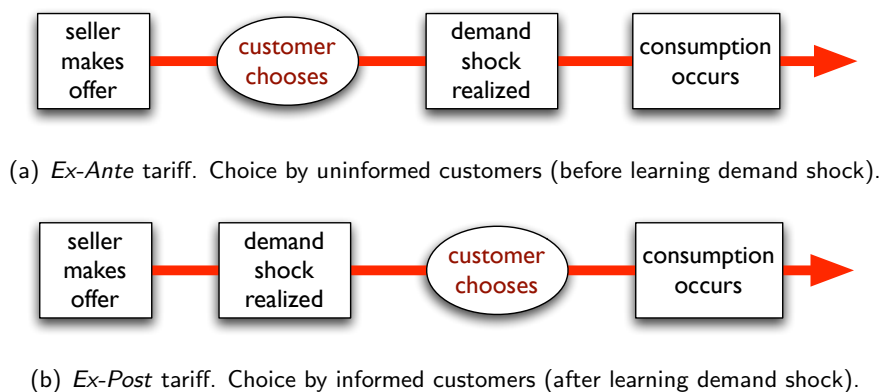 seller
makes
offer
customer
chooses
demand
shock
realized
consumption
occurs
(a) Ex-Ante tariff. Choice by uninformed customers (before learning demand shock).
seller
makes
offer
demand
shock
realized
customer
chooses
consumption
occurs
(b) Ex-Post tariff. Choice by informed customers (after learning demand shock).